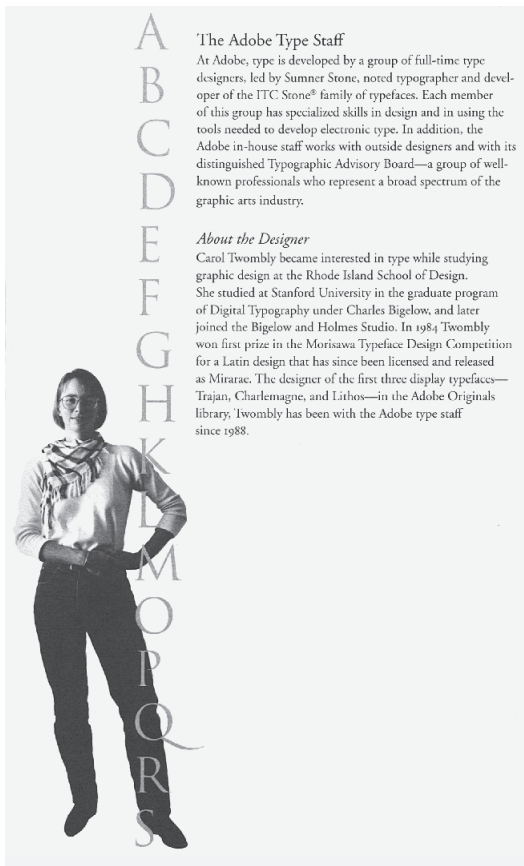 A
B
C
D
E
F
G
H
K
L
M
O
P
Q
R
S
The Adobe Type Staff
At Adobe, type is developed by a group of full-time type
designers, led by Sumner Stone, noted typographer and devel-
oper of the ITC Stone® family of typefaces. Each member
of this group has specialized skills in design and in using the
tools needed to develop electronic type. In addition, the
Adobe in-house staff works with outside designers and with its
distinguished Typographic Advisory Board—a group of well-
known professionals who represent a broad spectrum of the
graphic arts industry.
About the Designer
Carol Twombly became interested in type while studying
graphic design at the Rhode Island School of Design.
She studied at Stanford University in the graduate program
of Digital Typography under Charles Bigelow, and later
joined the Bigelow and Holmes Studio. In 1984 Twombly
won first prize in the Morisawa Typeface Design Competition
for a Latin design that has since been licensed and released
as Mirarae. The designer of the first three display typefaces—
Trajan, Charlemagne, and Lithos—in the Adobe Originals
library, Twombly has been with the Adobe type staff
since 1988.